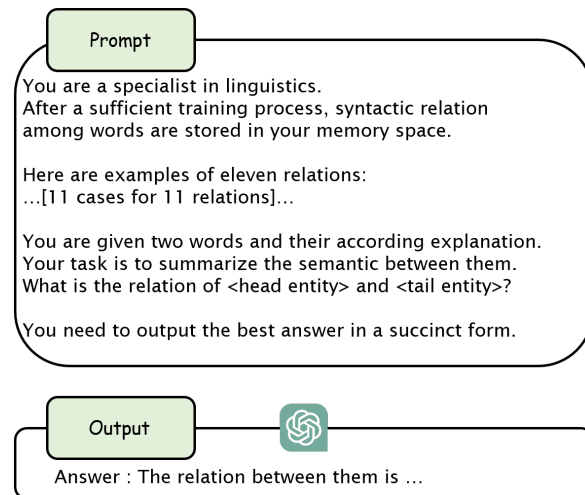 Prompt
You are a specialist in linguistics.
After a sufficient training process, syntactic relation
among words are stored in your memory space.
Here are examples of eleven relations:
…[11 cases for 11 relations]…
You are given two words and their according explanation.
Your task is to summarize the semantic between them.
What is the relation of <head entity> and <tail entity>?
You need to output the best answer in a succinct form.
Output
Answer : The relation between them is …